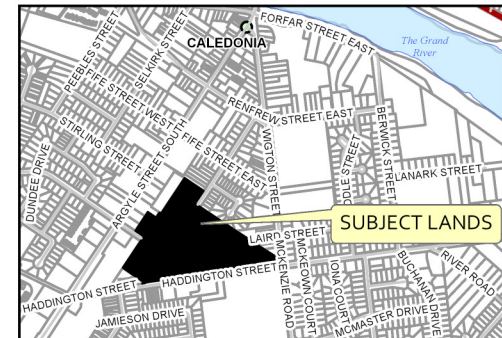 FORFAR STREET EAST
The Grand
River
CALEDONIA
PEEBLES STREET
SELKIRK STREET
FIFE STREET WEST
RENFREW STREET EAST
STIRLING STREET
ARGYLE STREET SOUTH
FIFE STREET EAST
WIGTON STREET
BERWICK STREET
LANARK STREET
DUNDEE DRIVE
SUBJECT LANDS
LAIRD STREET
HADDINGTON STREET
HADDINGTON STREET
MCKENZIE ROAD
MCKEOWN COURT
IONA COURT
BUCHANAN DRIVE
RIVER ROAD
JAMIESON DRIVE
MCMASTER DRIVE